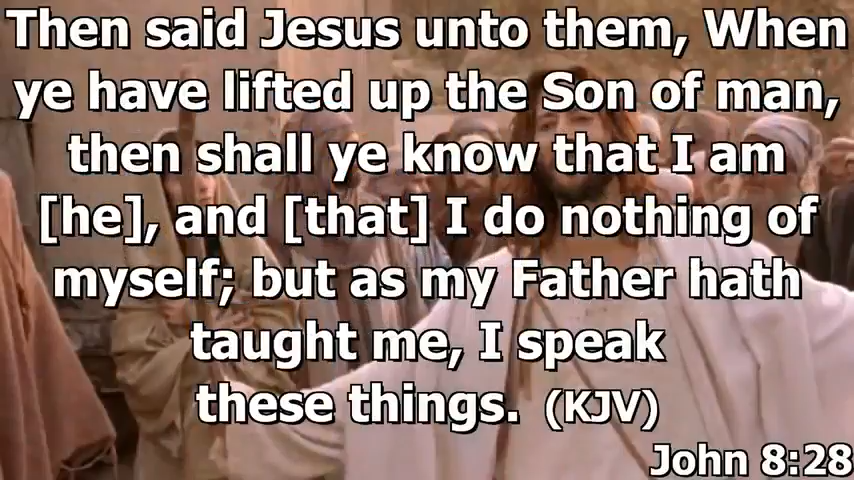 Then said Jesus unto them, When
ye have lifted up the Son of man,
then shall ye know that I am
[he], and [that] I do nothing of
myself; but as my Father hath
taught me, I speak
these things. (KJV)
John 8:28